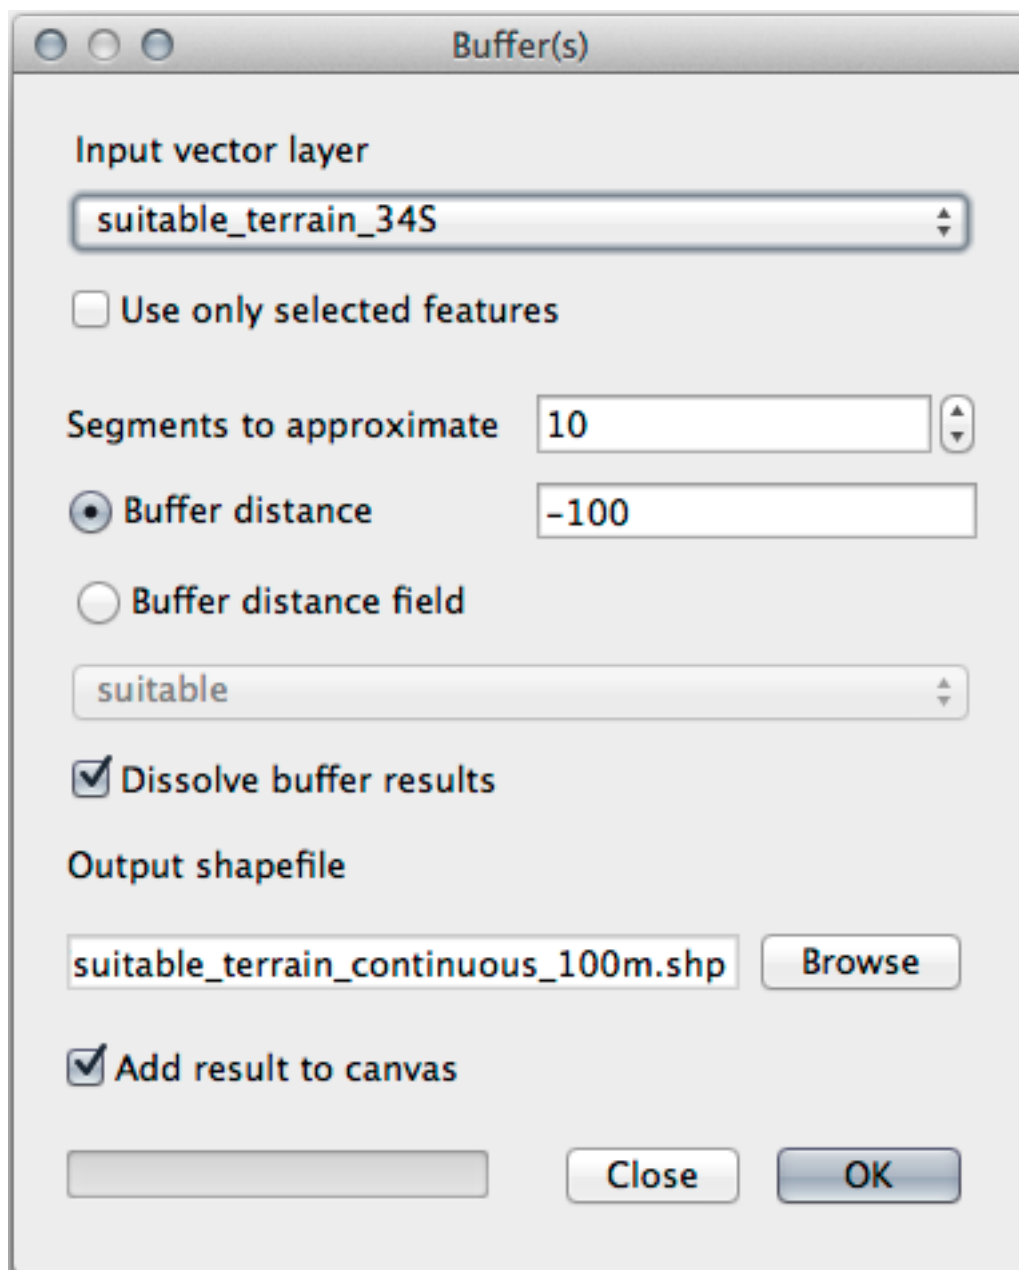 Buffer(s)
Input vector layer
suitable_terrain_34S
Use only selected features
Segments to approximate 10
Buffer distance -100
Buffer distance field
suitable
Dissolve buffer results
Output shapefile
suitable_terrain_continuous_100m.shp Browse
Add result to canvas
Close OK